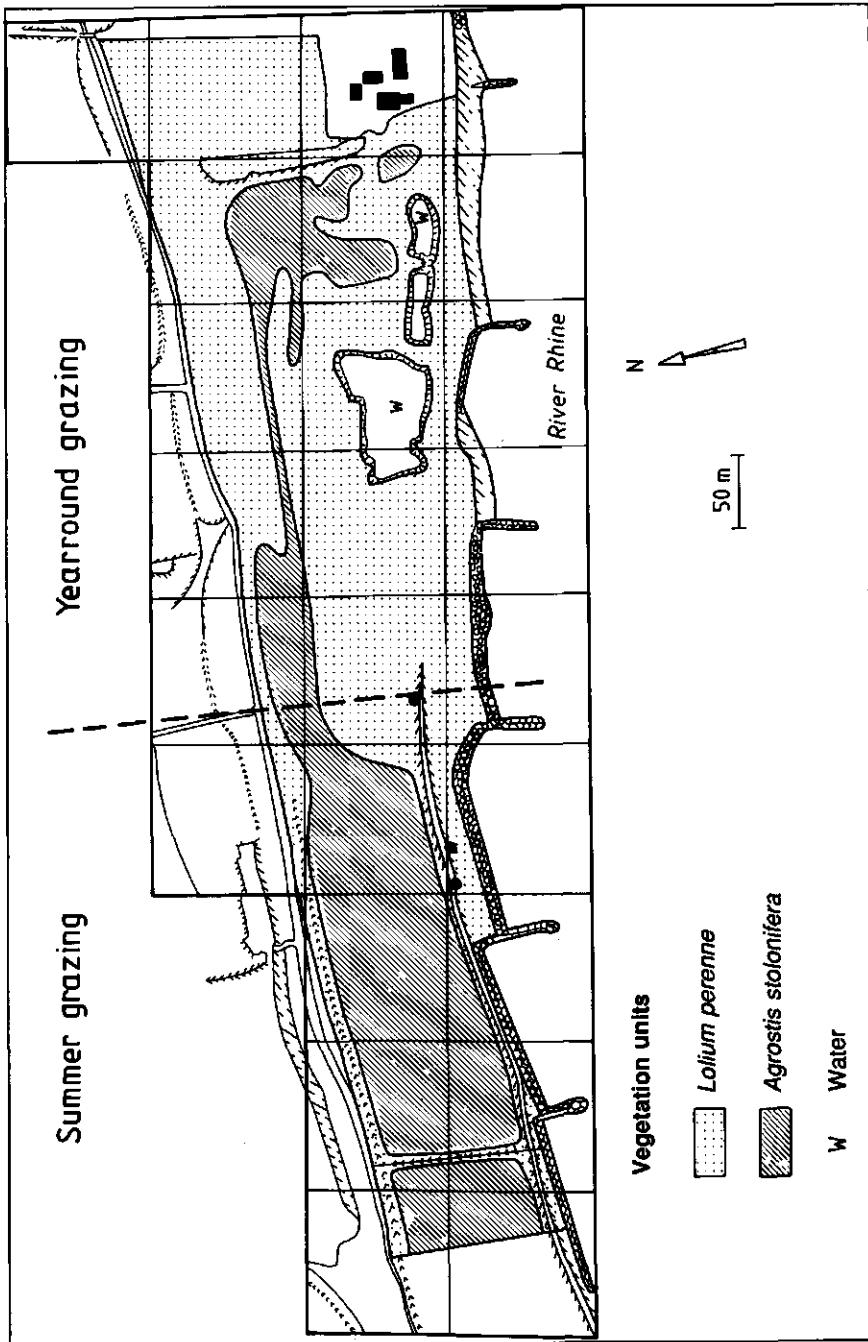 Summer grazing
Yearround grazing
W
W
River Rhine
N
50 m
Vegetation units
Lolium perenne
Agrostis stolonifera
W Water